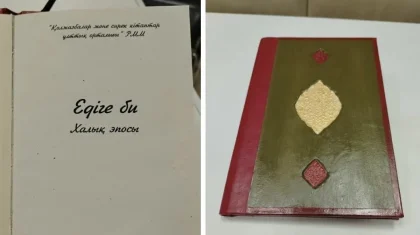 "Қолжазбалар және сирек кітаптар
ұлттық орталығы" РММ
Едіге би
Халық эпосы